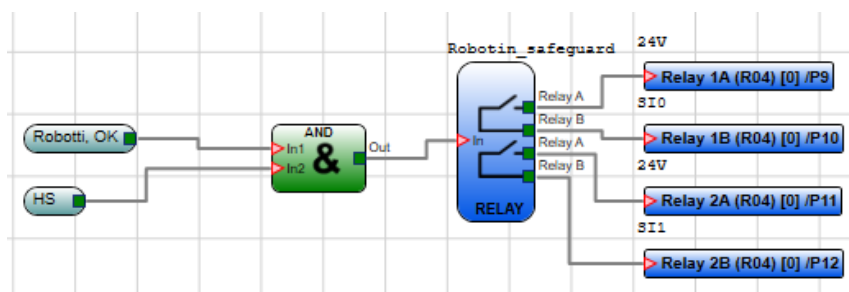 Robotin_safeguard
24V
Relay 1A (R04) [0] /P9
Relay A
SI0
Relay B
Relay 1B (R04) [0] /P10
Robotti, OK
AND
&
In1
In2
Out
In
Relay A
24V
Relay B
HS
Relay 2A (R04) [0] /P11
RELAY
SI1
Relay 2B (R04) [0] /P12